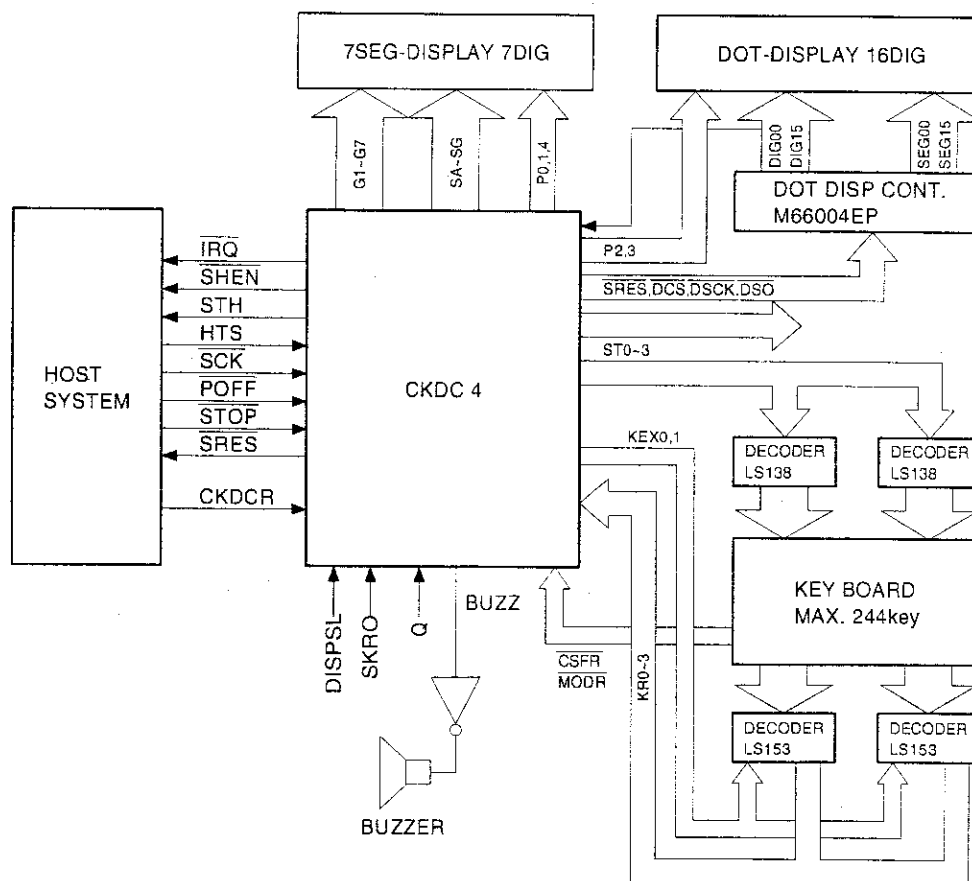 7SEG-DISPLAY 7DIG
DOT-DISPLAY 16DIG
G1~G7
SA~SG
P0,1,4
DIG00
DIG15
SEG00
SEG15
DOT DISP CONT.
M66004EP
HOST
SYSTEM
IRQ
SHEN
STH
HTS
SCK
POFF
STOP
SRES
CKDCR
CKDC 4
P2,3
SRES,DCS,DSCK,DSO
ST0~3
KEX0,1
DECODER
LS138
DECODER
LS138
KEY BOARD
MAX. 244key
DISPSL
SKRO
Q
BUZZ
CSFR
MODR
KR0~3
DECODER
LS153
DECODER
LS153
BUZZER